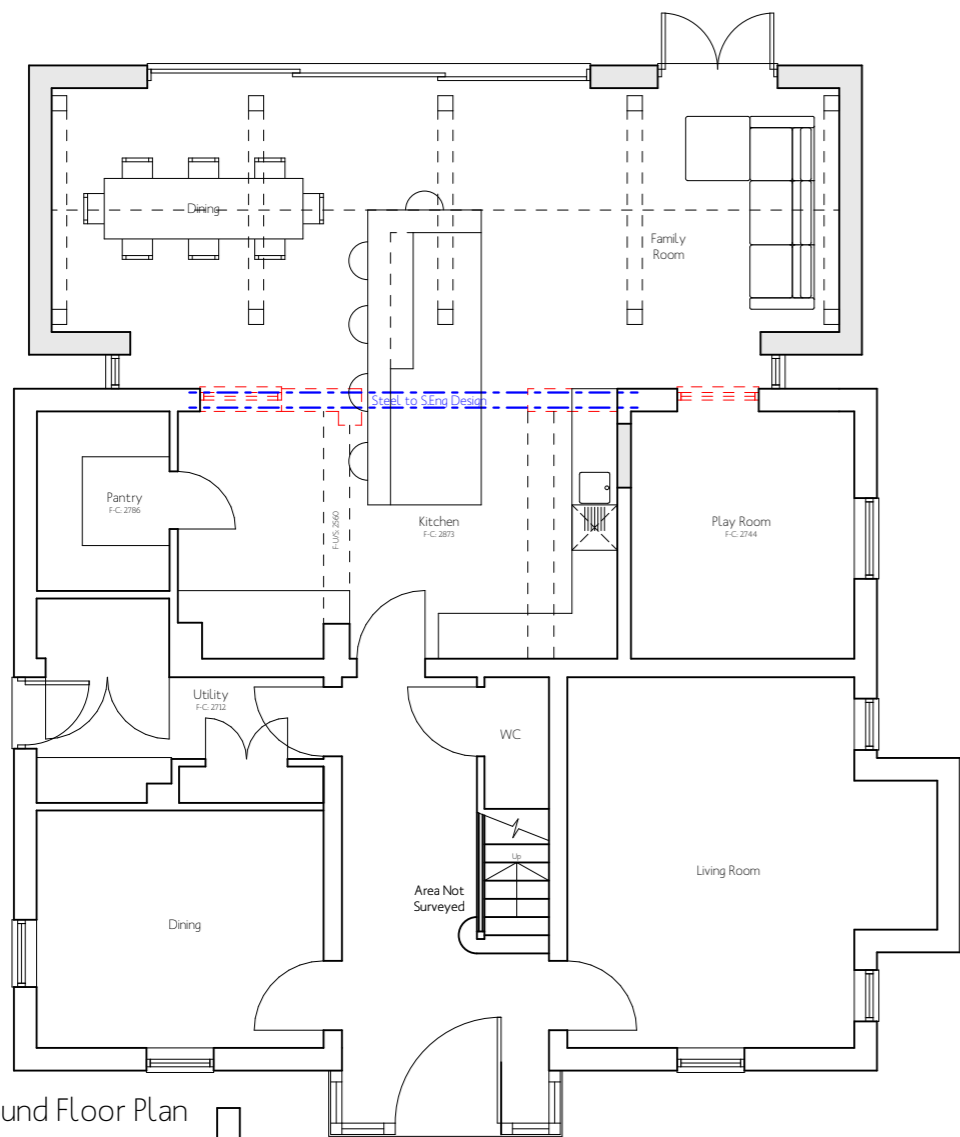 Dining
Family
Room
Steel to S.Eng Design
Pantry
F-C: 2786
F-U/S: 2560
Kitchen
F-C: 2873
Play Room
F-C: 2744
Utility
F-C: 2712
WC
Up
Living Room
Area Not
Surveyed
Dining
und Floor Plan